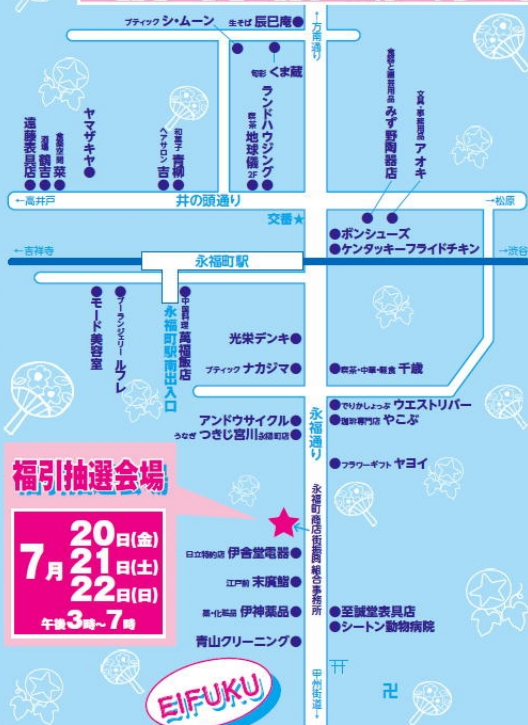 ブティック シ・ムーン
生そば 辰巳庵
←方南通り
旬彩 くま蔵
ランドハウジング
喫茶 地球儀 2F
和菓子 青柳
ヘアサロン 吉
ヤマザキヤ
食楽空間 菜
酒場 鶴吉
遠藤表具店
食器と園芸用品 みず野陶器店
文具・事務用品 アオキ
←高井戸
井の頭通り
→松原
交番★
ボンシューズ
ケンタッキーフライドチキン
←吉祥寺
永福町駅
→渋谷
モード美容室
ブーランジェリー ルプレ
中国料理 萬福飯店
永福町駅南出入口
光栄デンキ
ブティック ナカジマ
喫茶・中華・軽食 千歳
でりかしょっぷ ウエストリバー
珈琲専門店 やこぶ
アンドウサイクル
うなぎ つきじ宮川 永福町店
永福通り
フラワーギフト ヤヨイ
福引抽選会場
7月
20日(金)
21日(土)
22日(日)
午後3時~7時
永福町商店街振興組合事務所
日立特約店 伊舎堂電器
江戸前 末廣鮨
薬・化粧品 伊神薬品
青山クリーニング
至誠堂表具店
シートン動物病院
甲州街道→
卍
EIFUKU